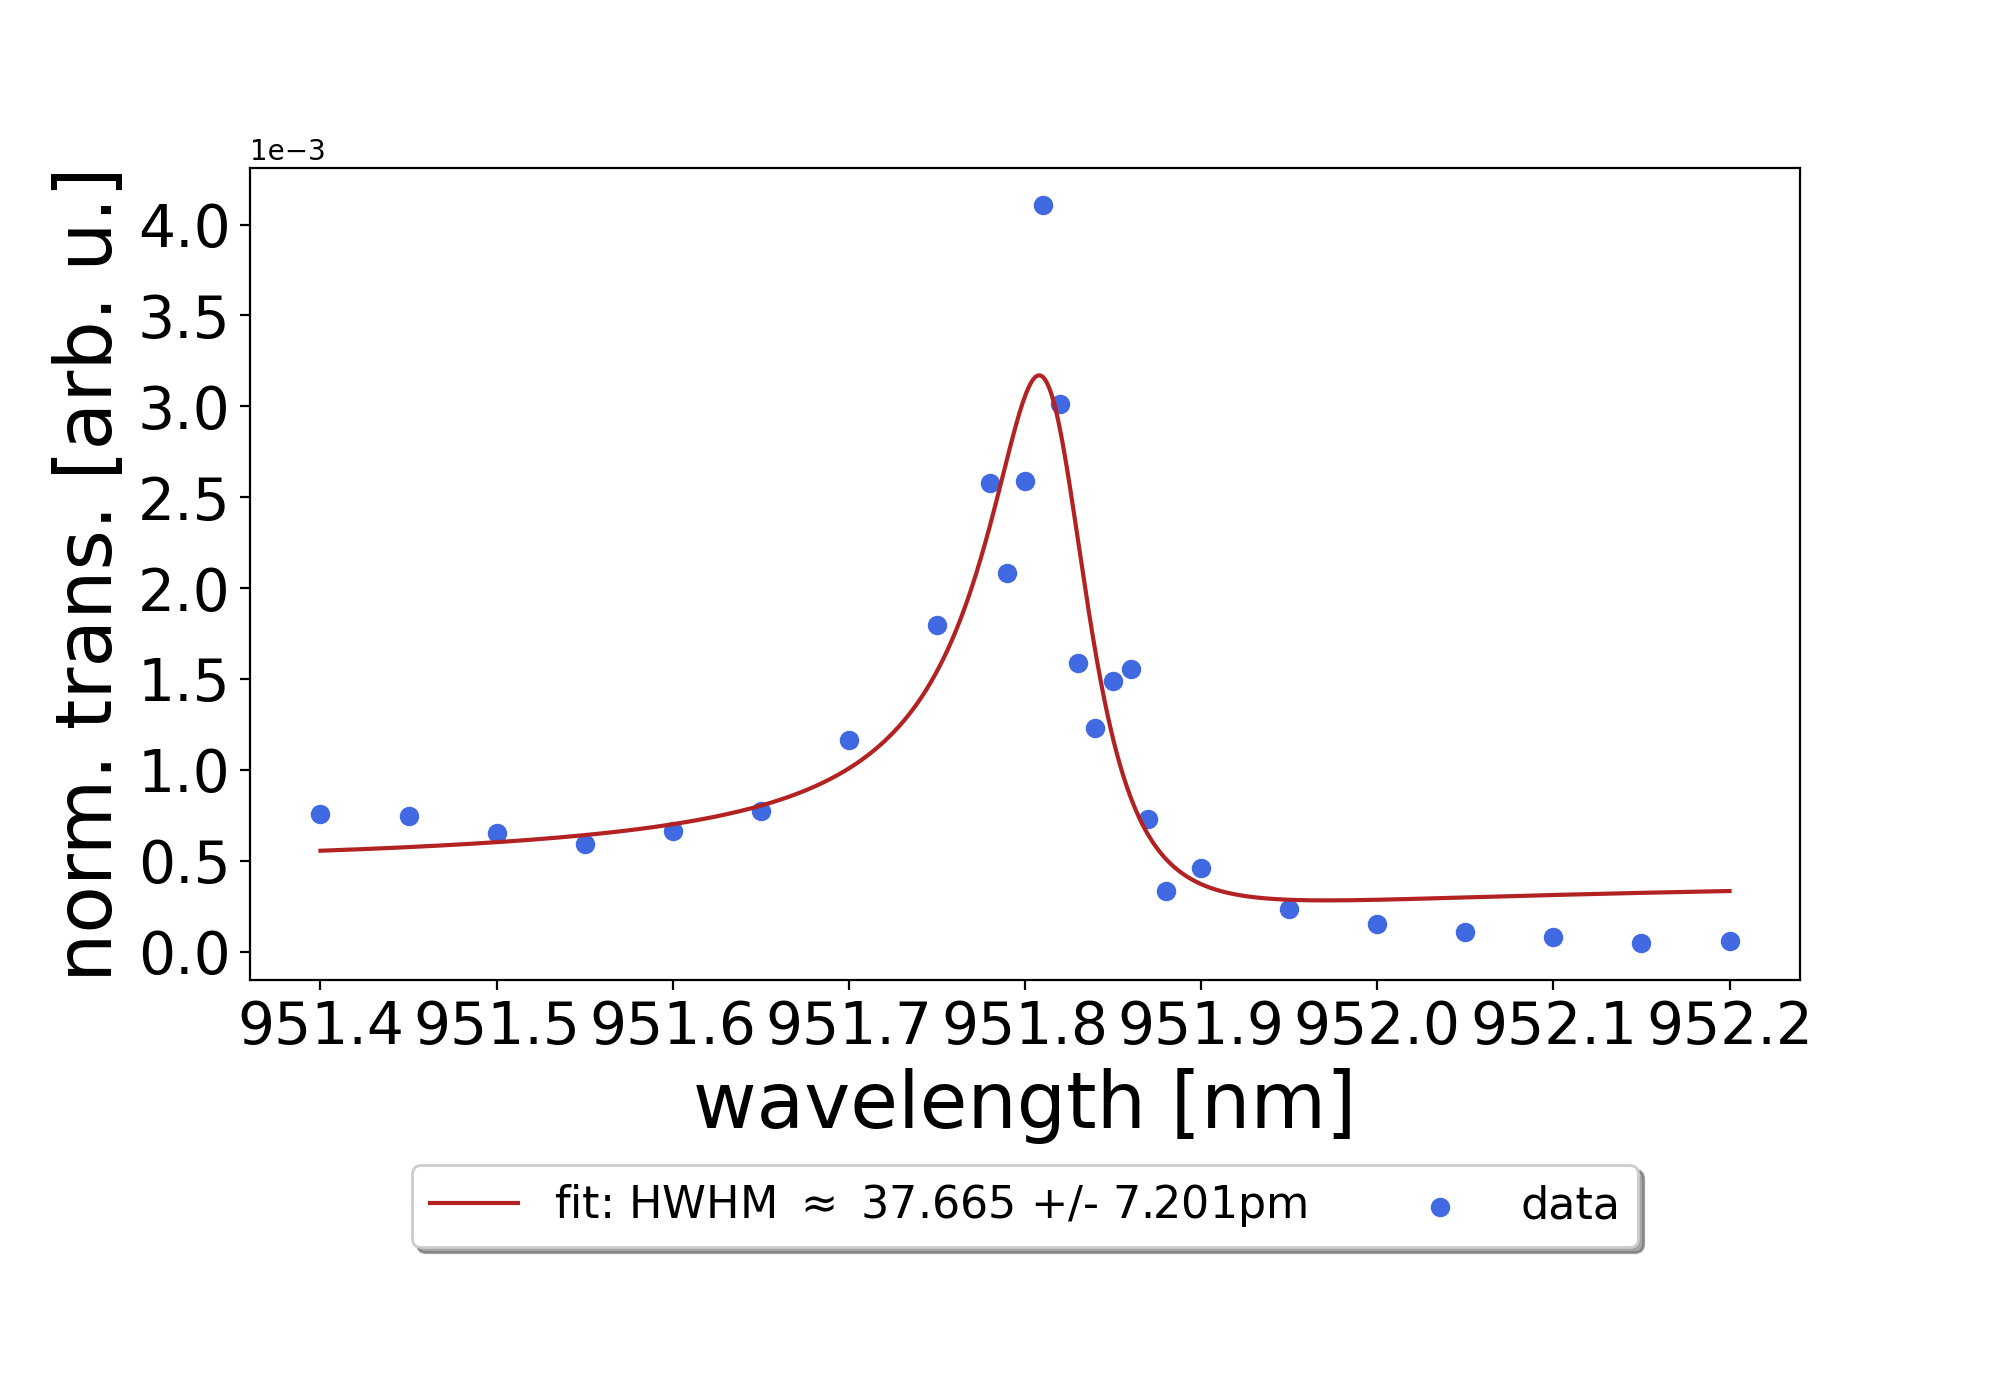 1e−3
norm. trans. [arb. u.]
4.0
3.5
3.0
2.5
2.0
1.5
1.0
0.5
0.0
951.4 951.5 951.6 951.7 951.8 951.9 952.0 952.1 952.2
wavelength [nm]
fit: HWHM ≈ 37.665 +/- 7.201pm data